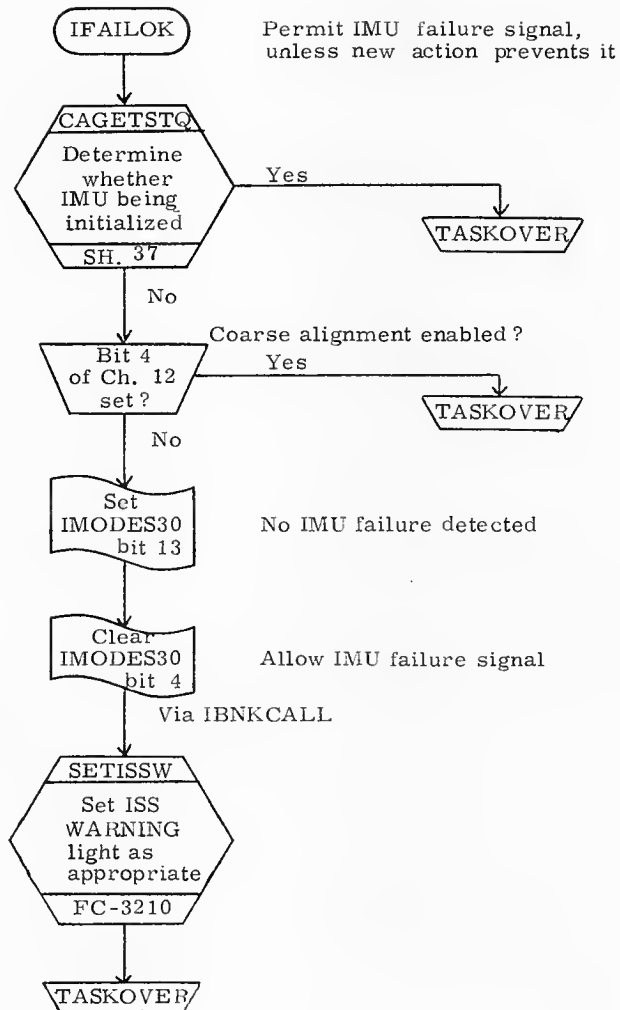 IFAILOK
Permit IMU failure signal,
unless new action prevents it
CAGETSTQ
Determine
whether
IMU being
initialized
SH. 37
Yes
TASKOVER
No
Coarse alignment enabled?
Bit 4
of Ch. 12
set?
Yes
TASKOVER
No
Set
IMODES30
bit 13
No IMU failure detected
Clear
IMODES30
bit 4
Allow IMU failure signal
Via IBNKCALL
SETISSW
Set ISS
WARNING
light as
appropriate
FC-3210
TASKOVER